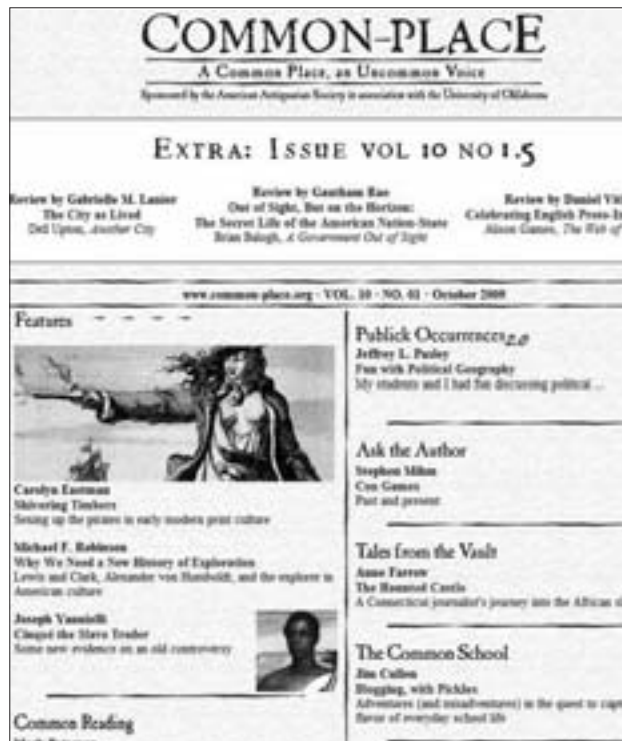 COMMON-PLACE
A Common Place, an Uncommon Voice
Sponsored by the American Antiquarian Society in association with the University of Oklahoma
EXTRA: ISSUE VOL 10 NO 1.5
Review by Gabrielle M. Lanier
The City as Lived
Dell Upton, Another City
Review by Gautham Rao
Out of Sight, But on the Horizon:
The Secret Life of the American Nation-State
Brian Balogh, A Government Out of Sight
Review by Daniel
Celebrating English
Alison Games, The Web of
www.common-place.org · VOL. 10 · NO. 01 · October 2009
Features
Carolyn Eastman
Shivering Timbers
Sexing up the pirates in early modern print culture
Michael F. Robinson
Why We Need a New History of Exploration
Lewis and Clark, Alexander von Humboldt, and the explorer in
American culture
Joseph Yannielli
Cinqué the Slave Trader
Some new evidence on an old controversy
Common Reading
Publick Occurrences 2.0
Jeffrey L. Pasley
Fun with Political Geography
My students and I had fun discussing political ...
Ask the Author
Stephen Mihm
Con Games
Past and present
Tales from the Vault
Anne Farrow
The Haunted Castle
A Connecticut journalist's journey into the African
The Common School
Jim Cullen
Blogging, with Pickles
Adventures (and misadventures) in the quest to
flavor of everyday school life